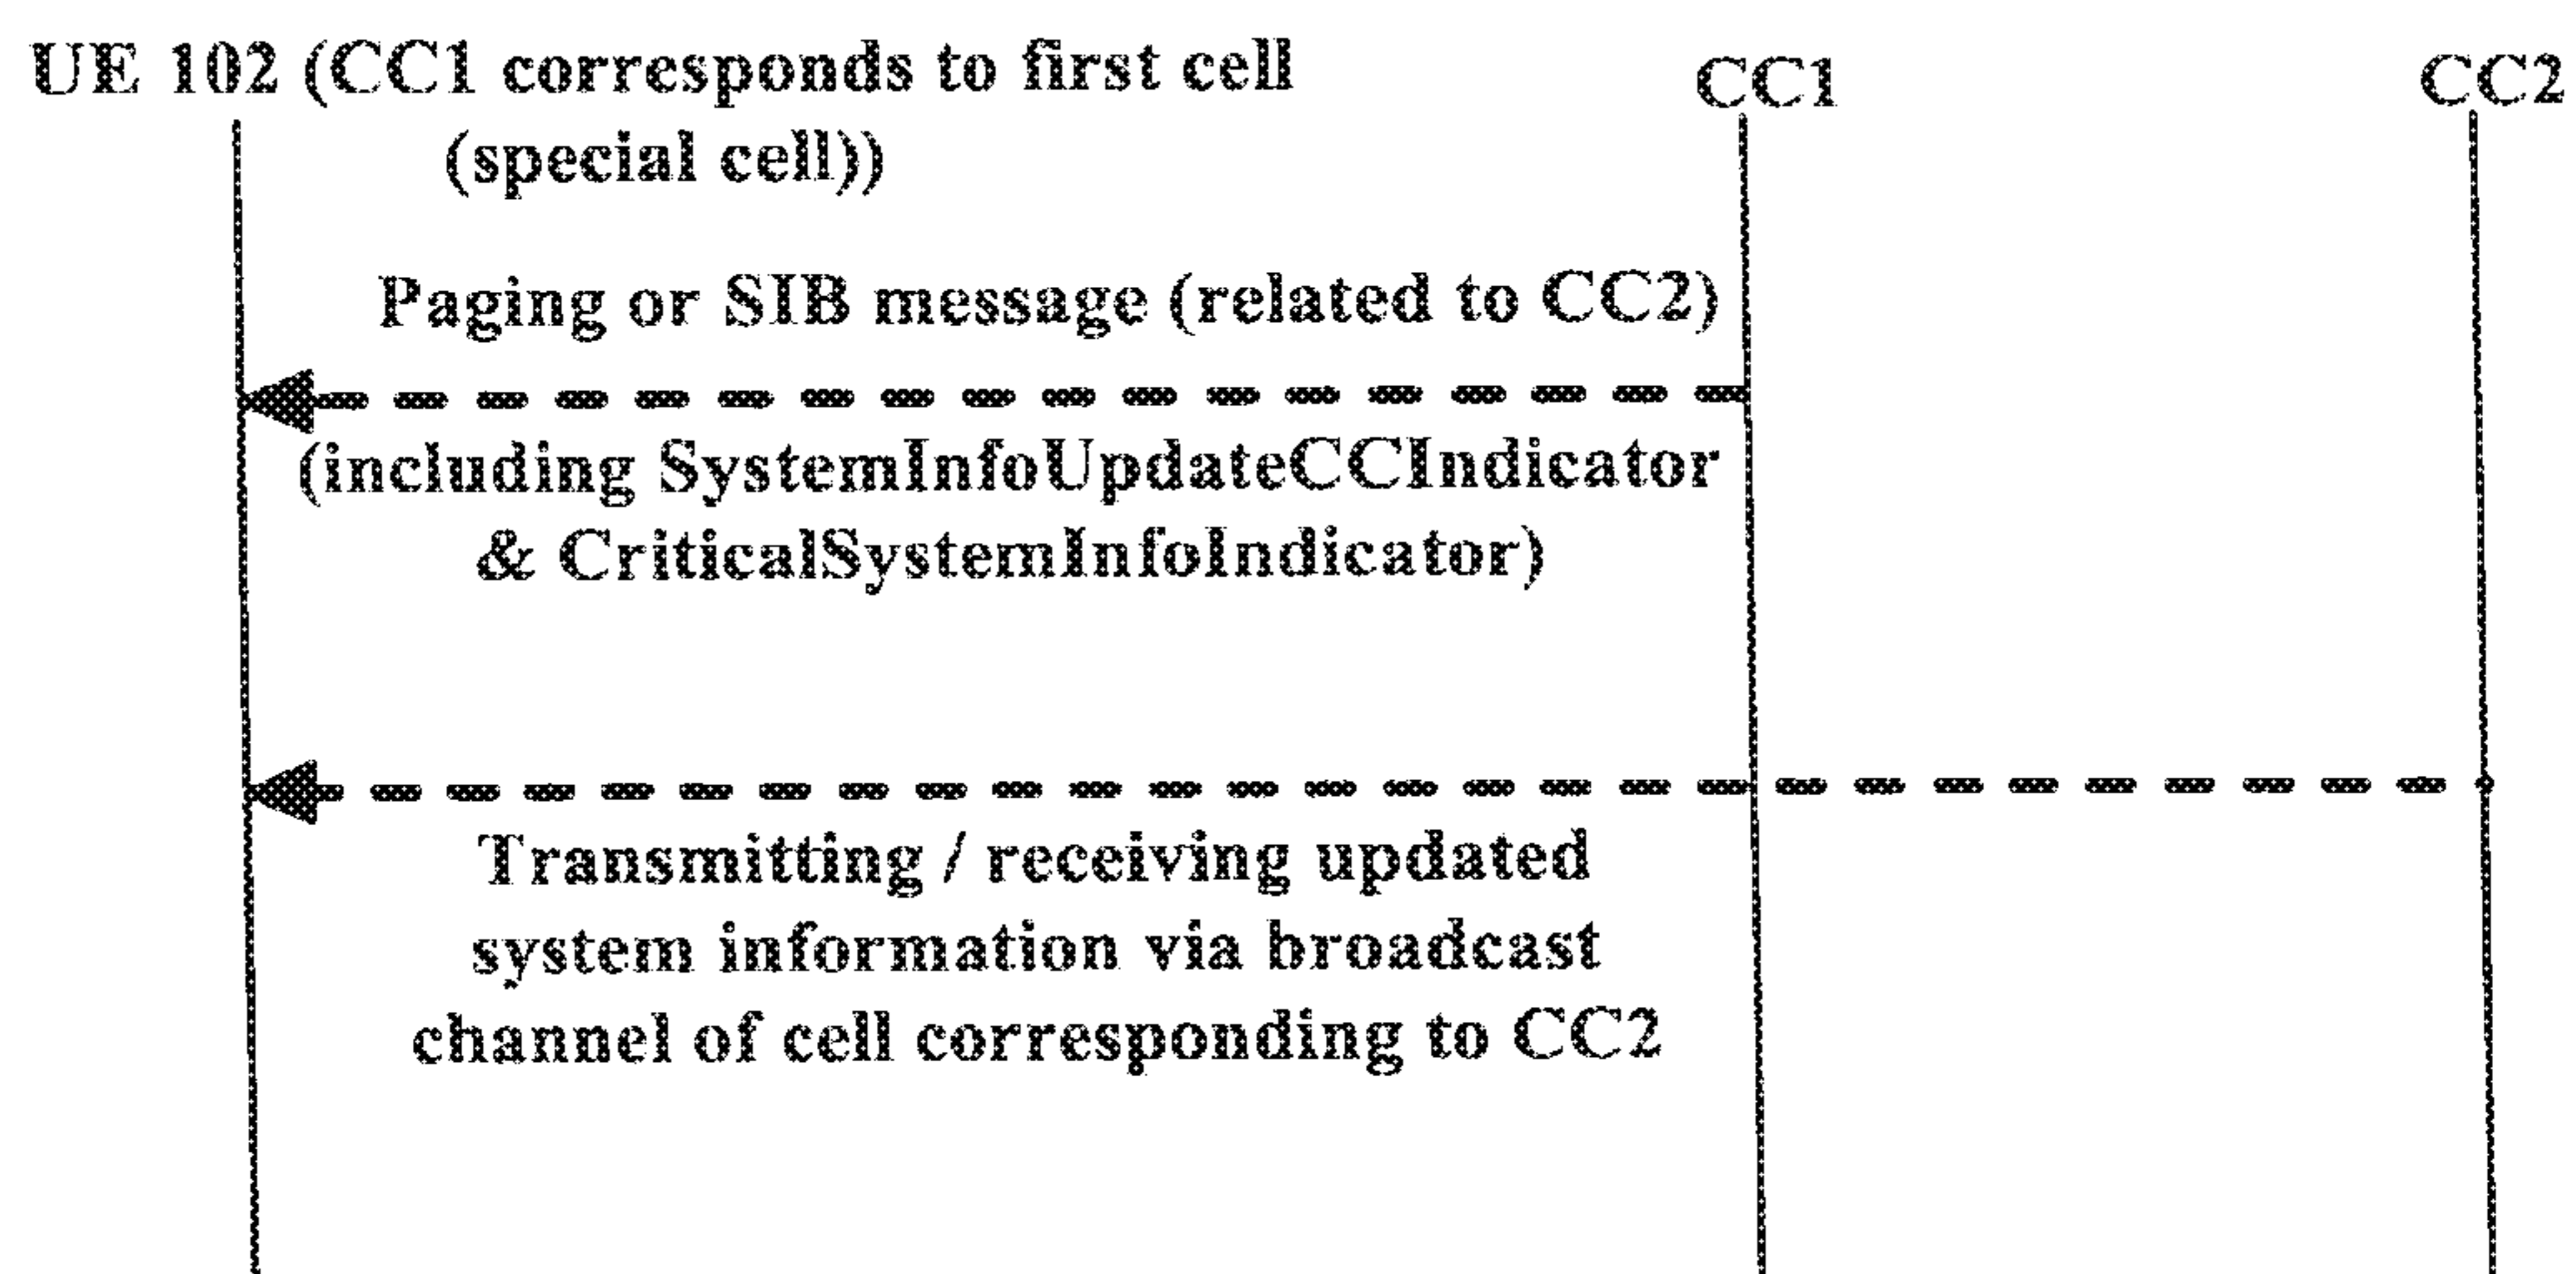 UE 102 (CC1 corresponds to first cell
(special cell))
CC1
CC2
Paging or SIB message (related to CC2)
(including SystemInfoUpdateCCIndicator
& CriticalSystemInfoIndicator)
Transmitting / receiving updated
system information via broadcast
channel of cell corresponding to CC2